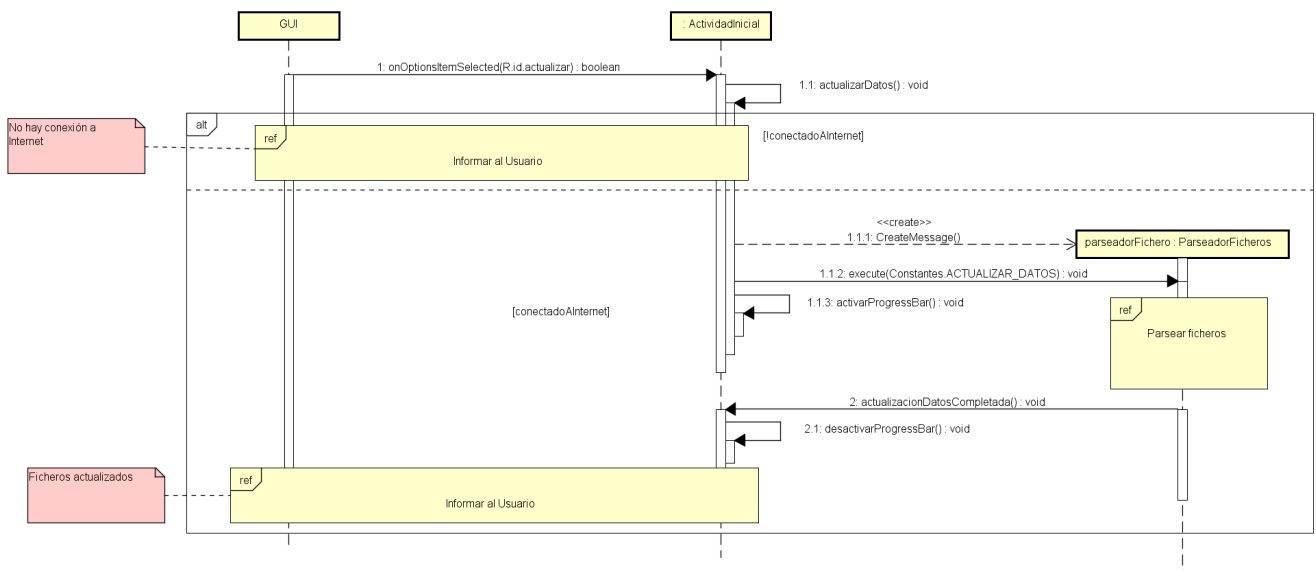 GUI
: ActividadInicial
1: onOptionsItemSelected(R.id.actualizar) : boolean
1.1: actualizarDatos() : void
alt
No hay conexión a
Internet
ref
[!conectadoAInternet]
Informar al Usuario
<<create>>
1.1.1: CreateMessage()
parseadorFichero : ParseadorFicheros
1.1.2: execute(Constantes.ACTUALIZAR_DATOS) : void
1.1.3: activarProgressBar() : void
[conectadoAInternet]
ref
Parsear ficheros
2: actualizacionDatosCompletada() : void
2.1: desactivarProgressBar() : void
Ficheros actualizados
ref
Informar al Usuario